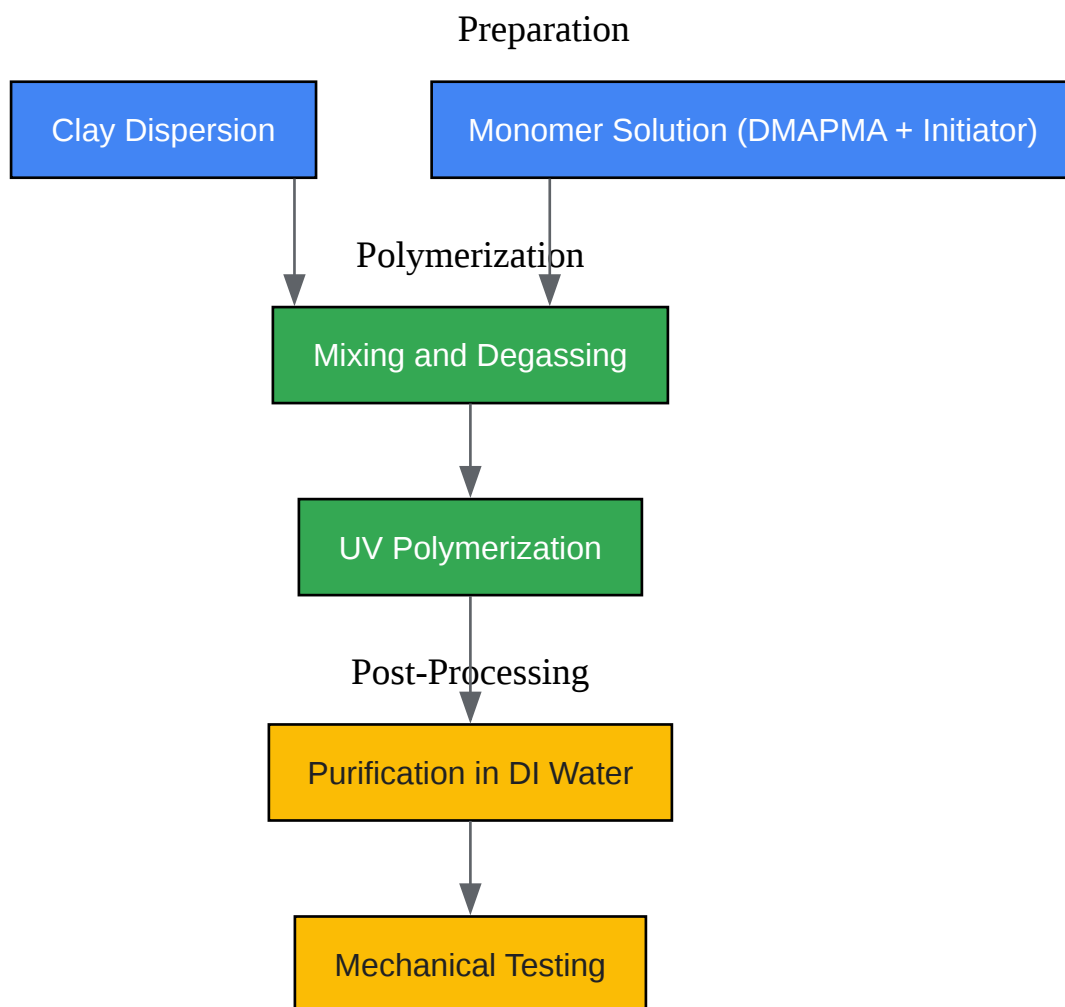 Preparation
Clay Dispersion
Monomer Solution (DMAPMA + Initiator)
Polymerization
Mixing and Degassing
UV Polymerization
Post-Processing
Purification in DI Water
Mechanical Testing